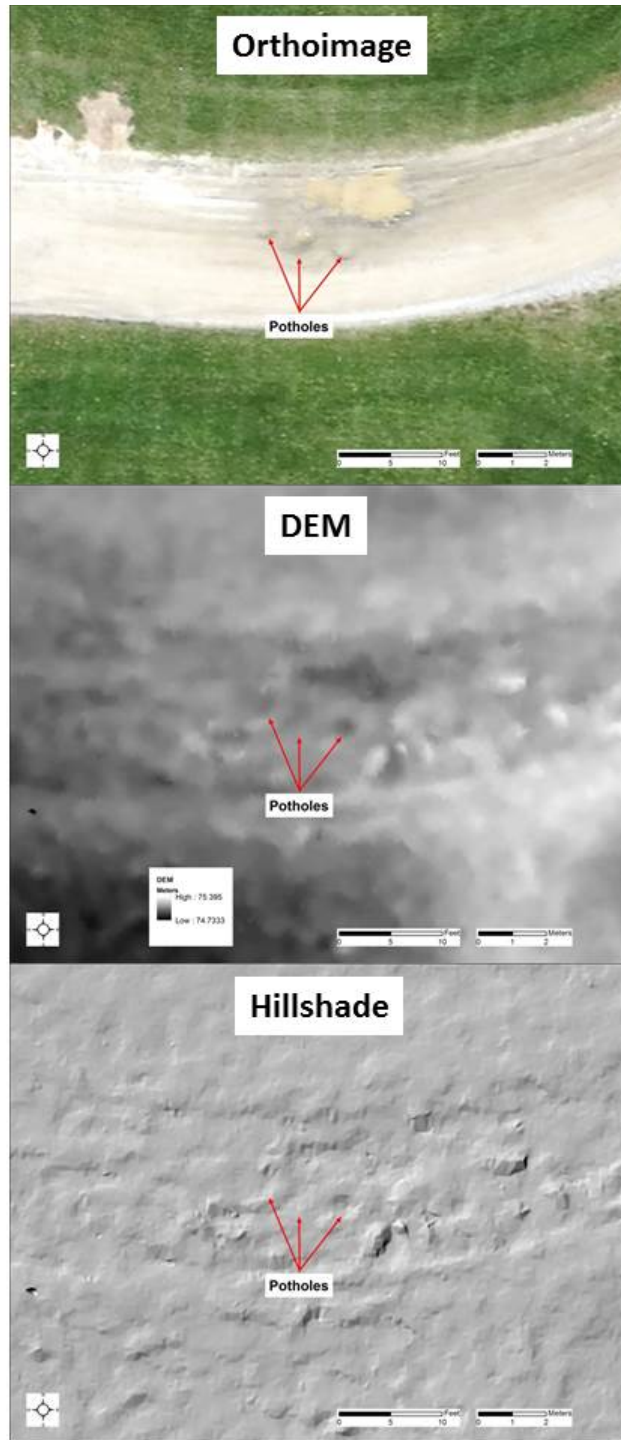 Orthoimage
Potholes
Feet
0 5 10
Meters
0 1 2
DEM
Potholes
DEM
Meters
High : 75.395
Low : 74.7333
Feet
0 5 10
Meters
0 1 2
Hillshade
Potholes
Feet
0 5 10
Meters
0 1 2